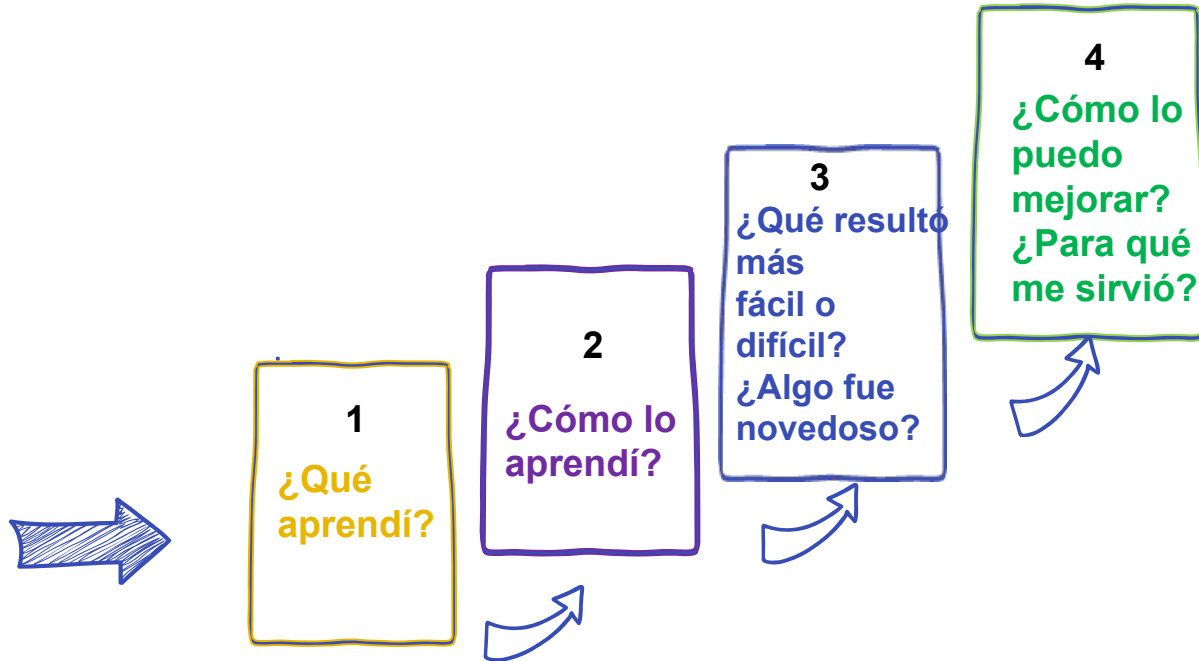 1
¿Qué
aprendí?
2
¿Cómo lo
aprendí?
3
¿Qué resultó
más
fácil o
difícil?
¿Algo fue
novedoso?
4
¿Cómo lo
puedo
mejorar?
¿Para qué
me sirvió?